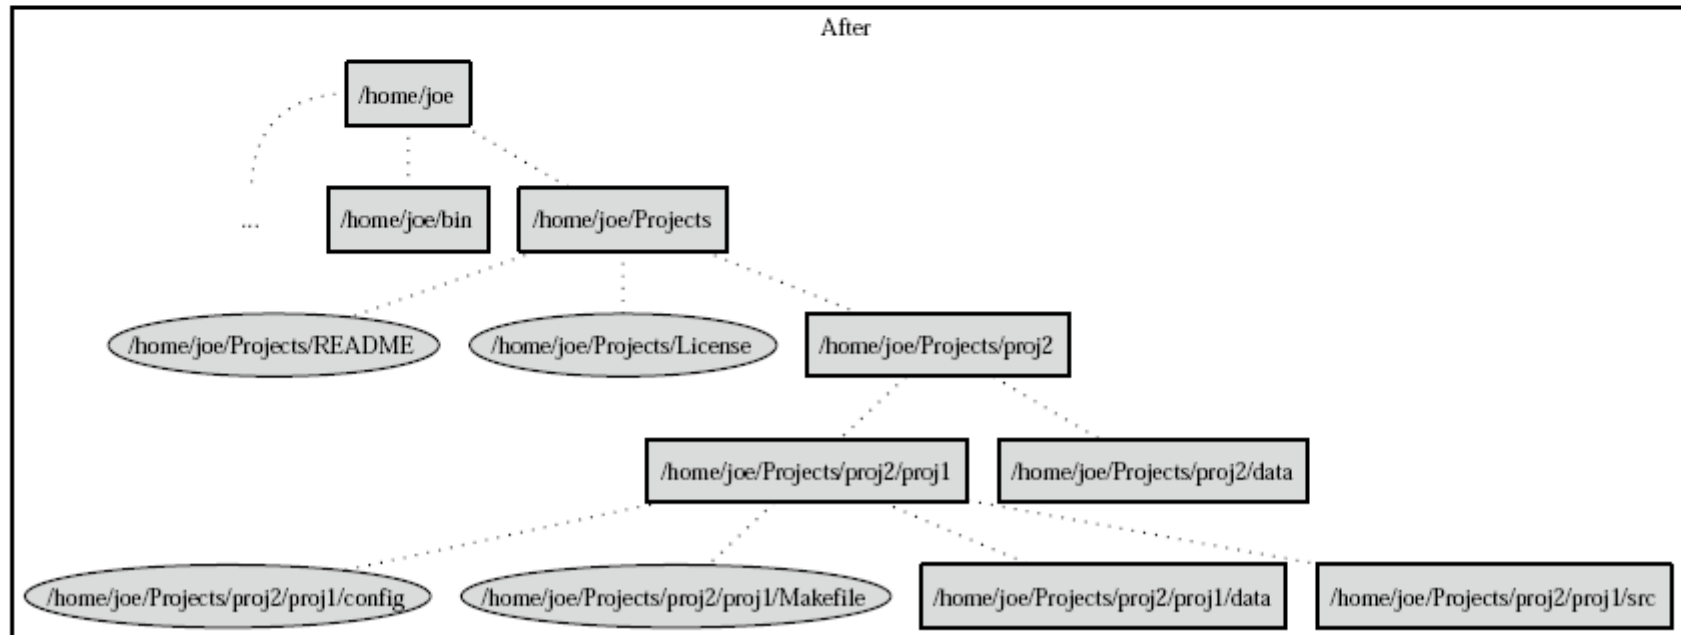 After
/home/joe
...
/home/joe/bin
/home/joe/Projects
/home/joe/Projects/README
/home/joe/Projects/License
/home/joe/Projects/proj2
/home/joe/Projects/proj2/proj1
/home/joe/Projects/proj2/data
/home/joe/Projects/proj2/proj1/config
/home/joe/Projects/proj2/proj1/Makefile
/home/joe/Projects/proj2/proj1/data
/home/joe/Projects/proj2/proj1/src